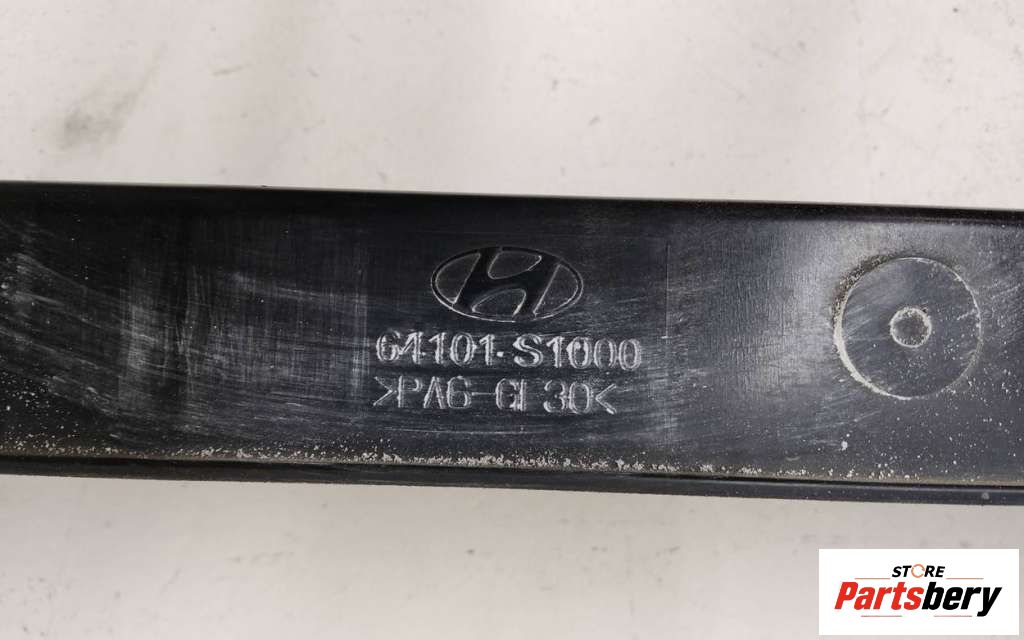 64101-S1000
>PA6-GF30<
STORE
Partsbery